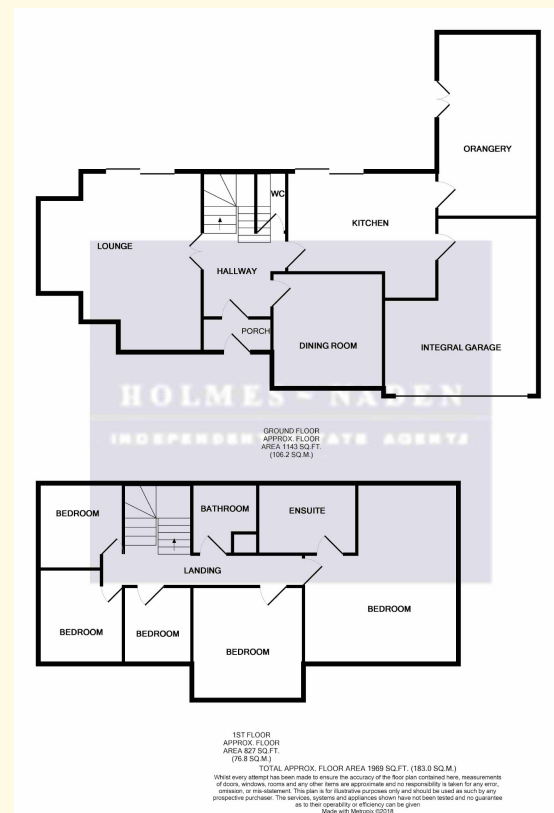 ORANGERY
WC
KITCHEN
LOUNGE
HALLWAY
PORCH
DINING ROOM
INTEGRAL GARAGE
HOLMES ~ NADEN
INDEPENDENT ESTATE AGENTS
GROUND FLOOR
APPROX. FLOOR
AREA 1143 SQ.FT.
(106.2 SQ.M.)
BEDROOM
BATHROOM
ENSUITE
LANDING
BEDROOM
BEDROOM
BEDROOM
BEDROOM
1ST FLOOR
APPROX. FLOOR
AREA 827 SQ.FT.
(76.8 SQ.M.)
TOTAL APPROX. FLOOR AREA 1969 SQ.FT. (183.0 SQ.M.)
Whilst every attempt has been made to ensure the accuracy of the floor plan contained here, measurements
of doors, windows, rooms and any other items are approximate and no responsibility is taken for any error,
omission, or mis-statement. This plan is for illustrative purposes only and should be used as such by any
prospective purchaser. The services, systems and appliances shown have not been tested and no guarantee
as to their operability or efficiency can be given
Made with Metropix ©2018